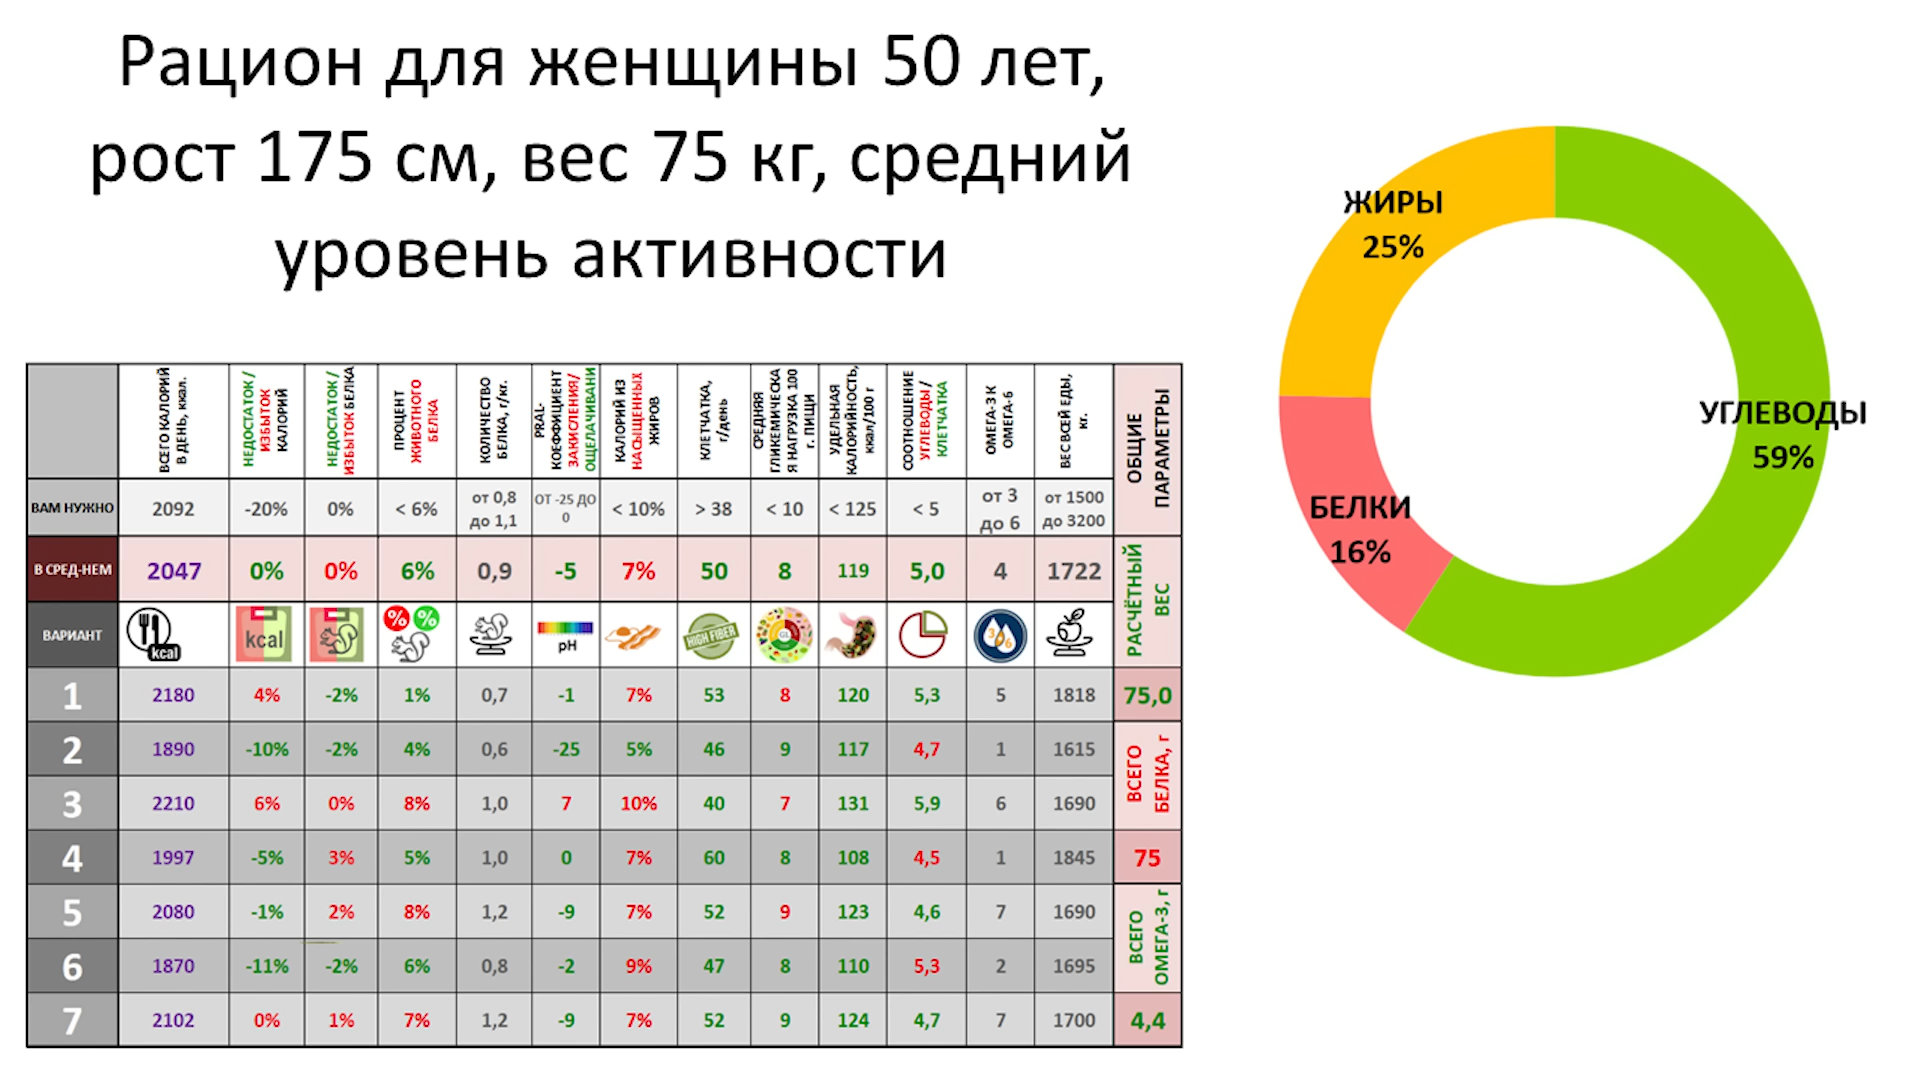 Рацион для женщины 50 лет,
рост 175 см, вес 75 кг, средний
уровень активности
ЖИРЫ
25%
УГЛЕВОДЫ
59%
БЕЛКИ
16%
ВСЕГО КАЛОРИЙ
В ДЕНЬ, ккал.
НЕДОСТАТОК /
ИЗБЫТОК
КАЛОРИЙ
НЕДОСТАТОК /
ИЗБЫТОК БЕЛКА
ПРОЦЕНТ
ЖИВОТНОГО
БЕЛКА
КОЛИЧЕСТВО
БЕЛКА, г/кг.
PRAL-
КОЕФФИЦИЕНТ
ЗАКИСЛЕНИЯ/
ОЩЕЛАЧИВАНИ
КАЛОРИЙ ИЗ
НАСЫЩЕННЫХ
ЖИРОВ
КЛЕТЧАТКА,
г/день
СРЕДНЯЯ
ГЛИКЕМИЧЕСКА
Я НАГРУЗКА 100
г. ПИЩИ
УДЕЛЬНАЯ
КАЛОРИЙНОСТЬ,
ккал/100 г
СООТНОШЕНИЕ
УГЛЕВОДЫ/
КЛЕТЧАТКА
ОМЕГА-3 К
ОМЕГА-6
ВЕС ВСЕЙ ЕДЫ,
кг.
ОБЩИЕ
ПАРАМЕТРЫ
ВАМ НУЖНО 2092 -20% 0% < 6% от 0,8 до 1,1 ОТ -25 ДО 0 < 10% > 38 < 10 < 125 < 5 от 3 до 6 от 1500 до 3200
В СРЕД-НЕМ 2047 0% 0% 6% 0,9 -5 7% 50 8 119 5,0 4 1722
РАСЧЁТНЫЙ
ВЕС
ВАРИАНТ kcal kcal % % pH HIGH FIBER GL 3 6
1 2180 4% -2% 1% 0,7 -1 7% 53 8 120 5,3 5 1818 75,0
2 1890 -10% -2% 4% 0,6 -25 5% 46 9 117 4,7 1 1615
ВСЕГО
БЕЛКА, г
3 2210 6% 0% 8% 1,0 7 10% 40 7 131 5,9 6 1690
4 1997 -5% 3% 5% 1,0 0 7% 60 8 108 4,5 1 1845 75
5 2080 -1% 2% 8% 1,2 -9 7% 52 9 123 4,6 7 1690
ВСЕГО
ОМЕГА-3, г
6 1870 -11% -2% 6% 0,8 -2 9% 47 8 110 5,3 2 1695
7 2102 0% 1% 7% 1,2 -9 7% 52 9 124 4,7 7 1700 4,4